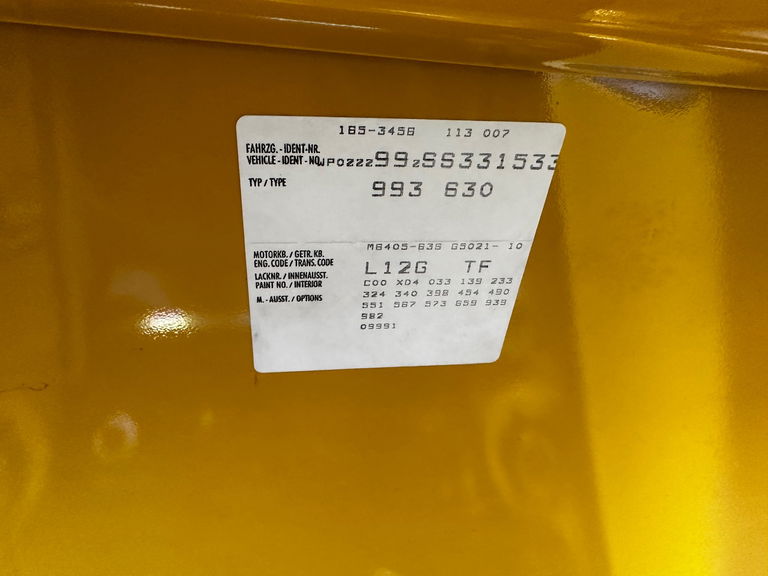 165-3456 113 007
FAHRZG.-IDENT-NR.
VEHICLE-IDENT-NO. WP0ZZZ99ZSS331533
TYP/TYPE 993 630
MOTORKB./GETR.KB. M6405-63S G5021- 10
ENG.CODE/TRANS.CODE
LACKNR./INNENAUSST. L12G TF
PAINT NO./INTERIOR C00 XD4 033 139 233
M.-AUSST./OPTIONS 324 340 398 454 490
551 567 573 659 939
982
09991